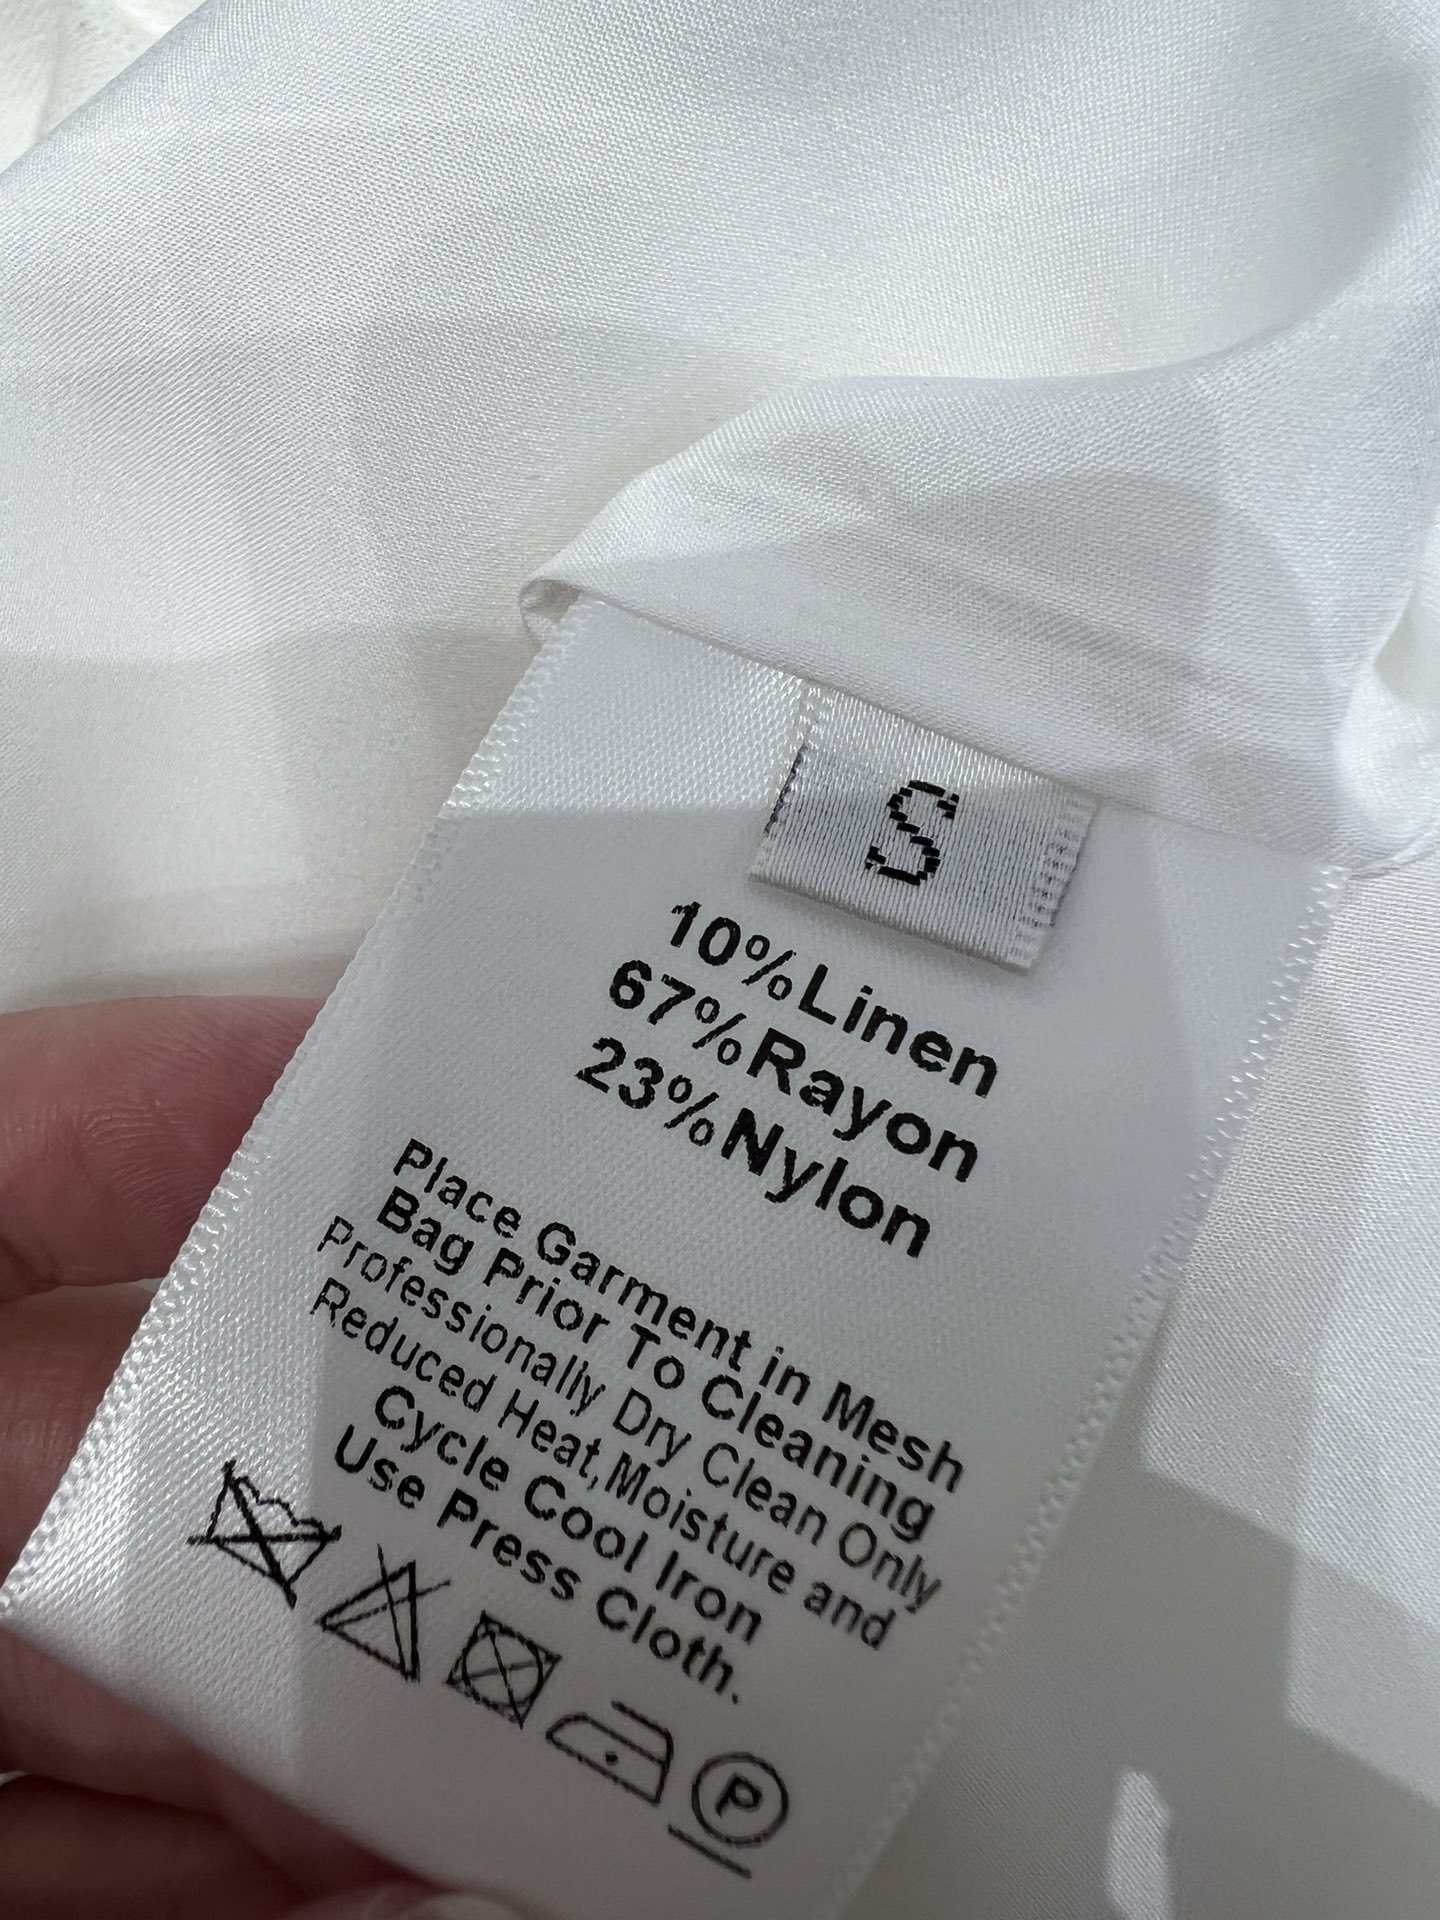 S
10%Linen
67%Rayon
23%Nylon
Place Garment in Mesh
Bag Prior To Cleaning
Professionally Dry Clean Only
Reduced Heat,Moisture and
Cycle Cool Iron
Use Press Cloth.
P